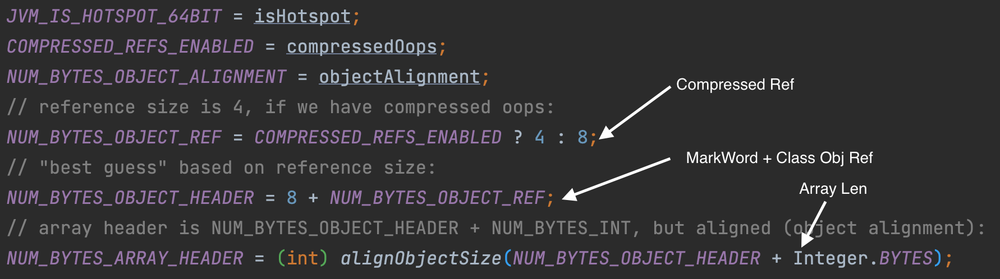 JVM_IS_HOTSPOT_64BIT = isHotspot;
COMPRESSED_REFS_ENABLED = compressedOops;
NUM_BYTES_OBJECT_ALIGNMENT = objectAlignment;
Compressed Ref
// reference size is 4, if we have compressed oops:
NUM_BYTES_OBJECT_REF = COMPRESSED_REFS_ENABLED ? 4 : 8;
MarkWord + Class Obj Ref
// "best guess" based on reference size:
Array Len
NUM_BYTES_OBJECT_HEADER = 8 + NUM_BYTES_OBJECT_REF;
// array header is NUM_BYTES_OBJECT_HEADER + NUM_BYTES_INT, but aligned (object alignment):
NUM_BYTES_ARRAY_HEADER = (int) alignObjectSize(NUM_BYTES_OBJECT_HEADER + Integer.BYTES);